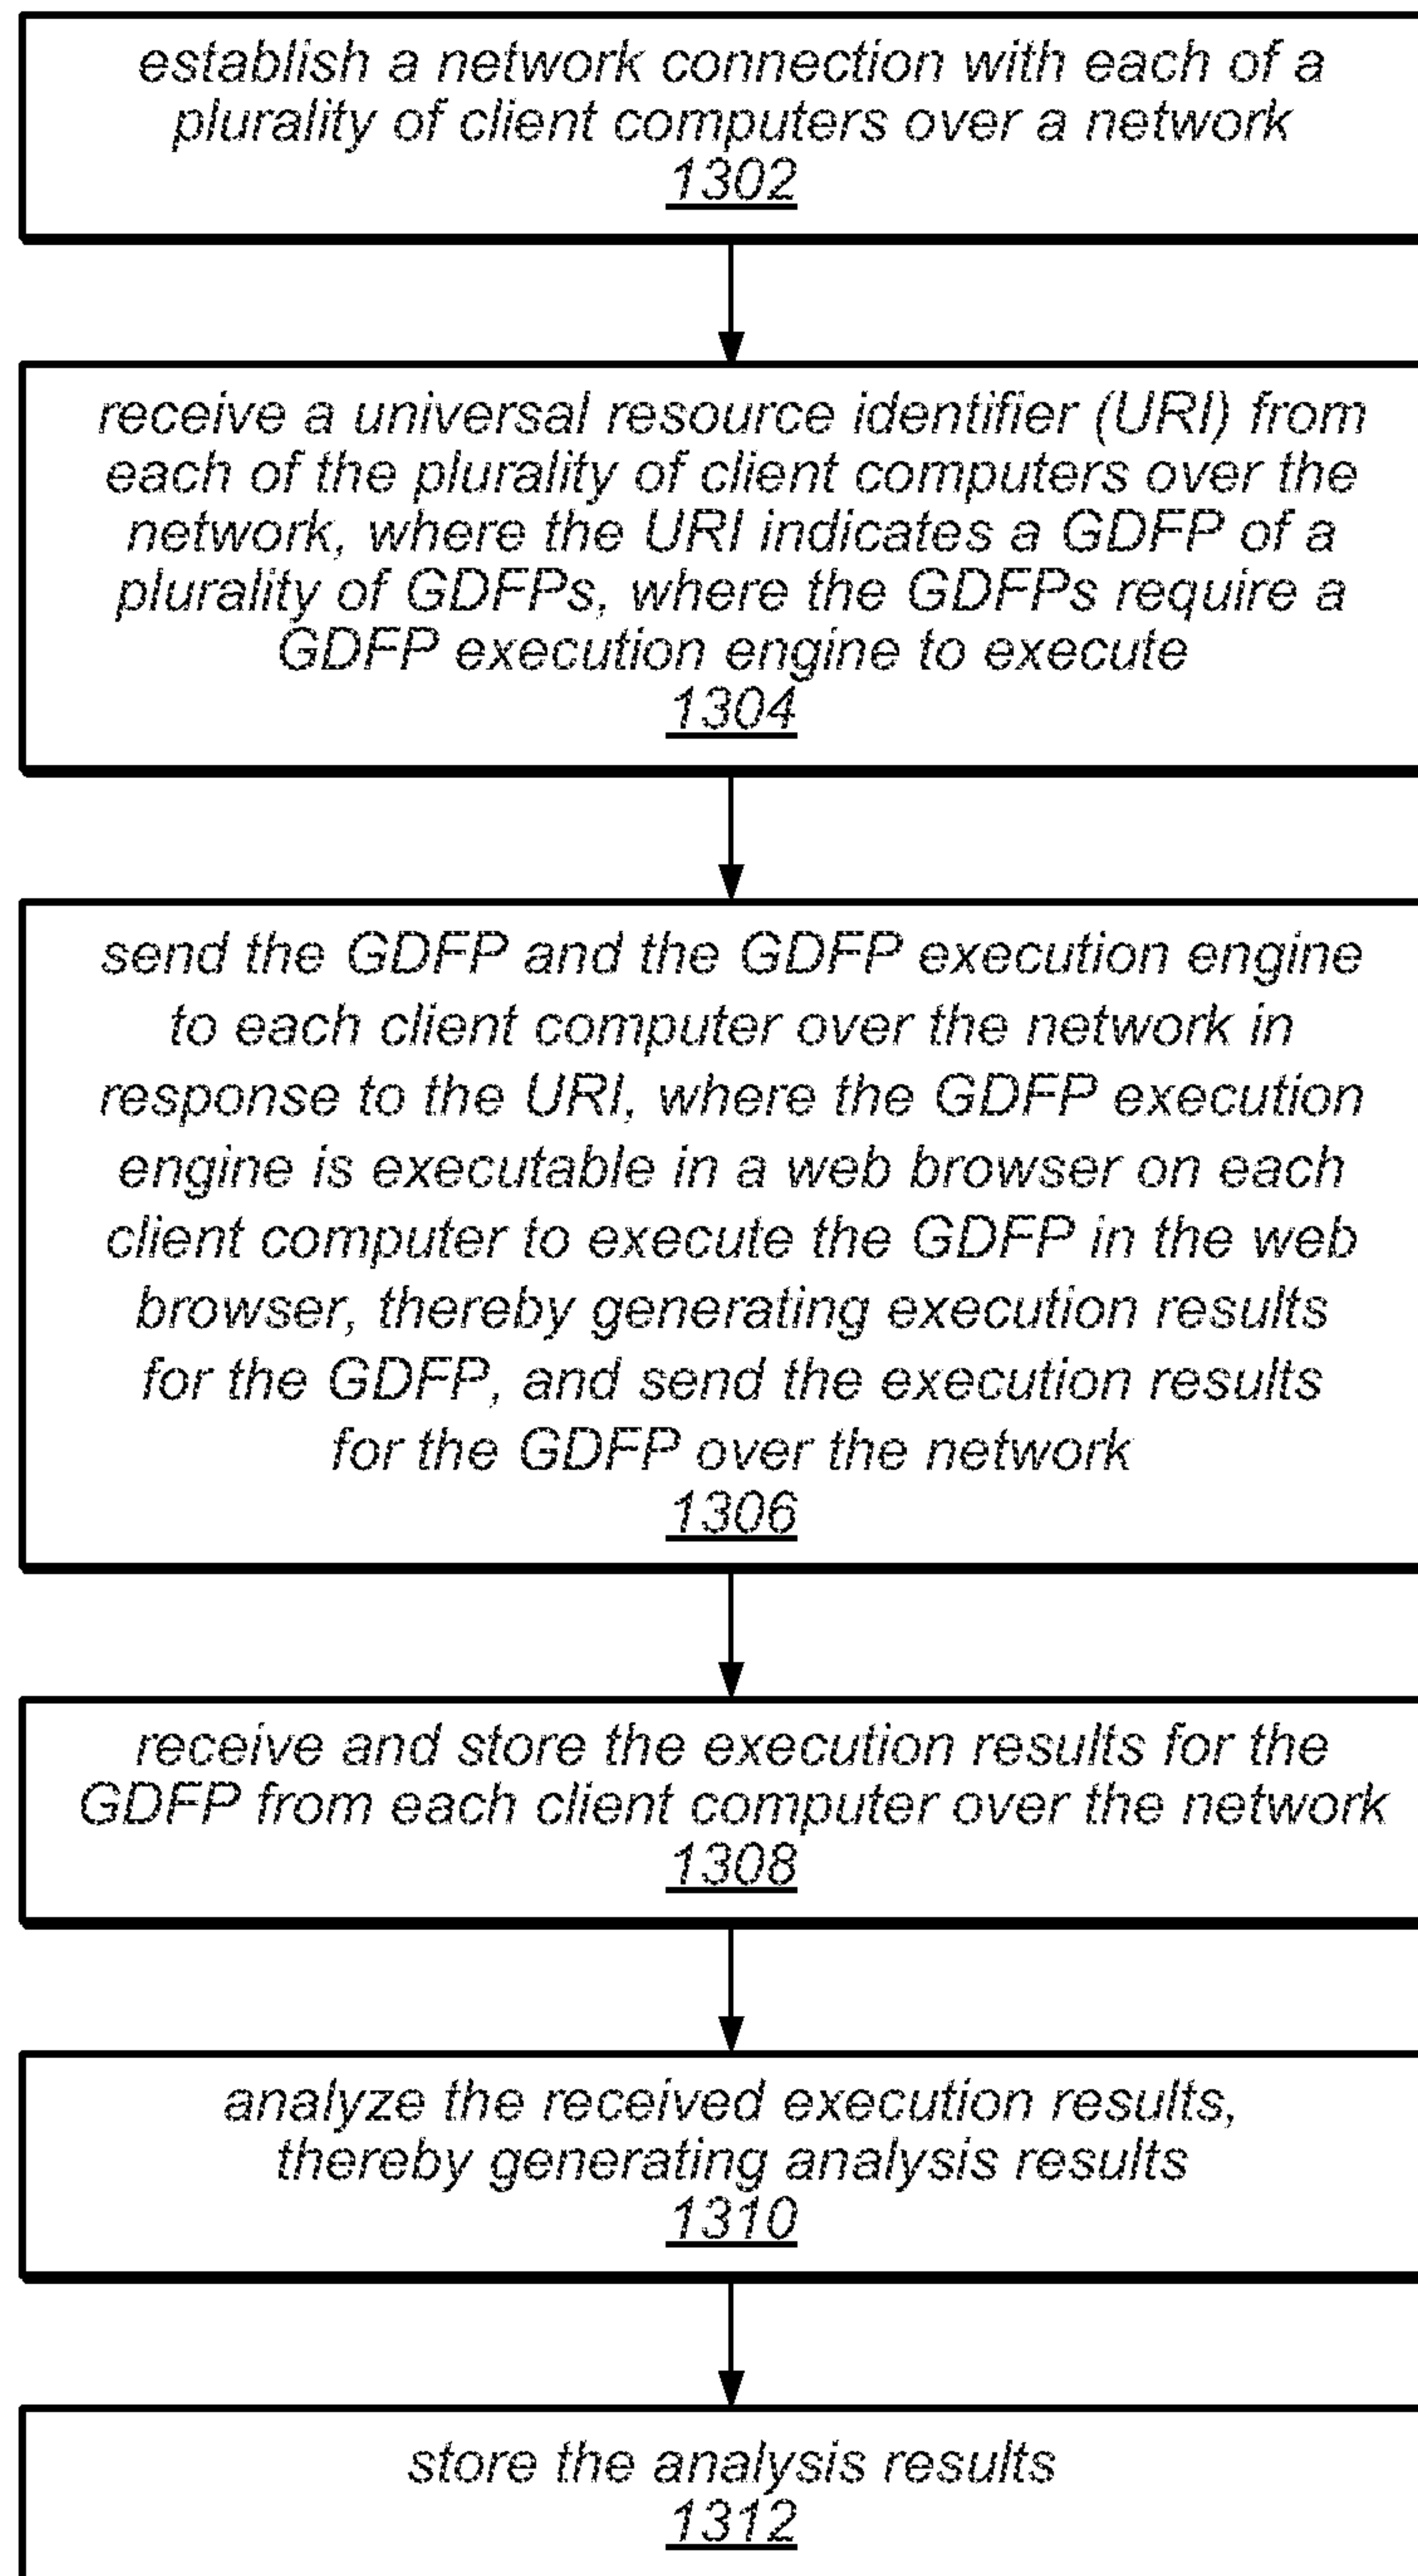 establish a network connection with each of a
plurality of client computers over a network
1302
receive a universal resource identifier (URI) from
each of the plurality of client computers over the
network, where the URI indicates a GDFP of a
plurality of GDFPs, where the GDFPs require a
GDFP execution engine to execute
1304
send the GDFP and the GDFP execution engine
to each client computer over the network in
response to the URI, where the GDFP execution
engine is executable in a web browser on each
client computer to execute the GDFP in the web
browser, thereby generating execution results
for the GDFP, and send the execution results
for the GDFP over the network
1306
receive and store the execution results for the
GDFP from each client computer over the network
1308
analyze the received execution results,
thereby generating analysis results
1310
store the analysis results
1312